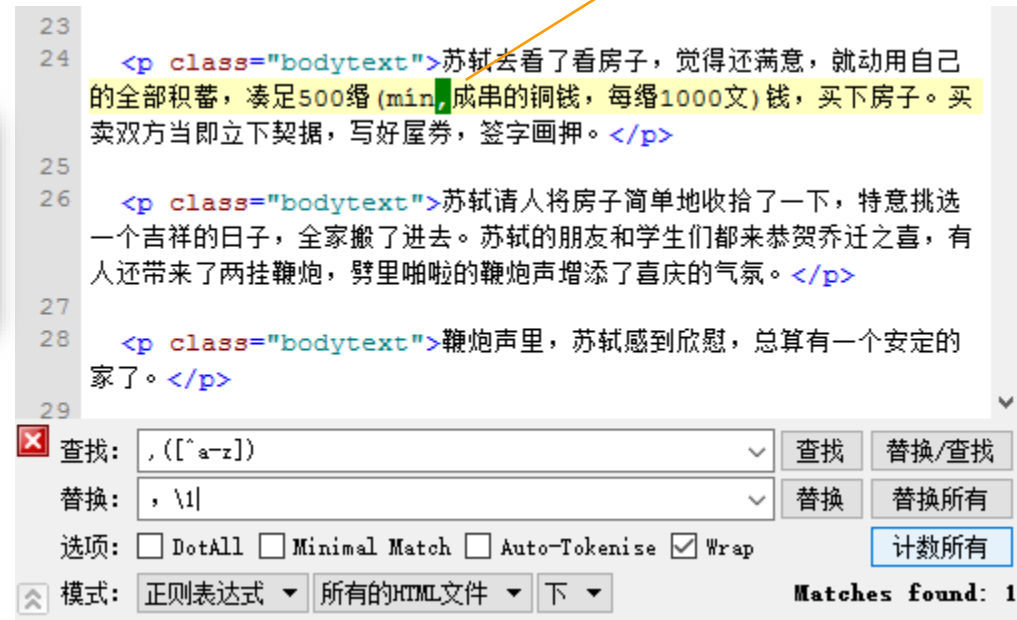 23
24 <p class="bodytext">苏轼去看了看房子，觉得还满意，就动用自己
的全部积蓄，凑足500缗(min,成串的铜钱，每缗1000文)钱，买下房子。买
卖双方当即立下契据，写好屋券，签字画押。</p>
25
26 <p class="bodytext">苏轼请人将房子简单地收拾了一下，特意挑选
一个吉祥的日子，全家搬了进去。苏轼的朋友和学生们都来恭贺乔迁之喜，有
人还带来了两挂鞭炮，劈里啪啦的鞭炮声增添了喜庆的气氛。</p>
27
28 <p class="bodytext">鞭炮声里，苏轼感到欣慰，总算有一个安定的
家了。</p>
29
查找: ,([^a-z]) 查找 替换/查找
替换: ，\1 替换 替换所有
选项: DotAll Minimal Match Auto-Tokenise Wrap 计数所有
模式: 正则表达式 所有的HTML文件 下 Matches found: 1